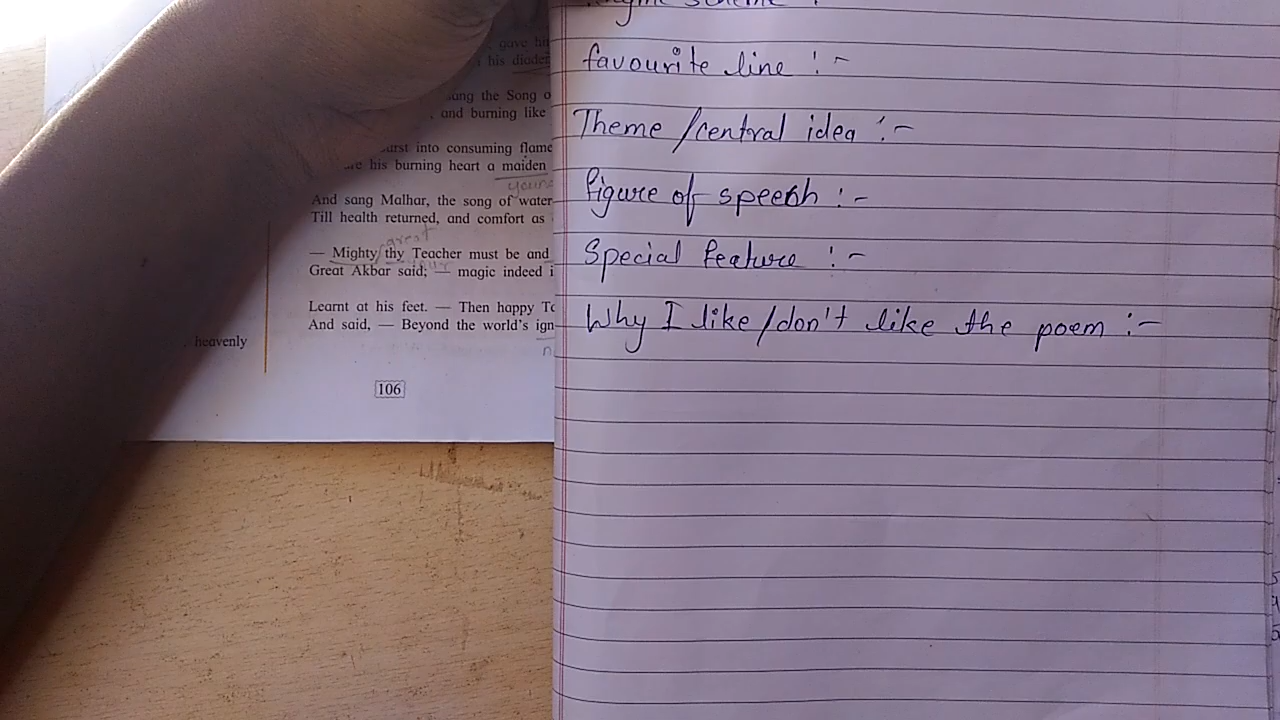 gave
his diadem
sang the Song o
and burning like
burst into consuming flame
his burning heart a maiden
And sang Malhar, the song of water
Till health returned, and comfort as
great
— Mighty thy Teacher must be and
Great Akbar said; — magic indeed i
Learnt at his feet. — Then happy Ta
And said, — Beyond the world's ign
heavenly
106
scheme :
favourite line :-
Theme /central idea :-
figure of speech :-
Special feature :-
Why I like/don't like the poem :-